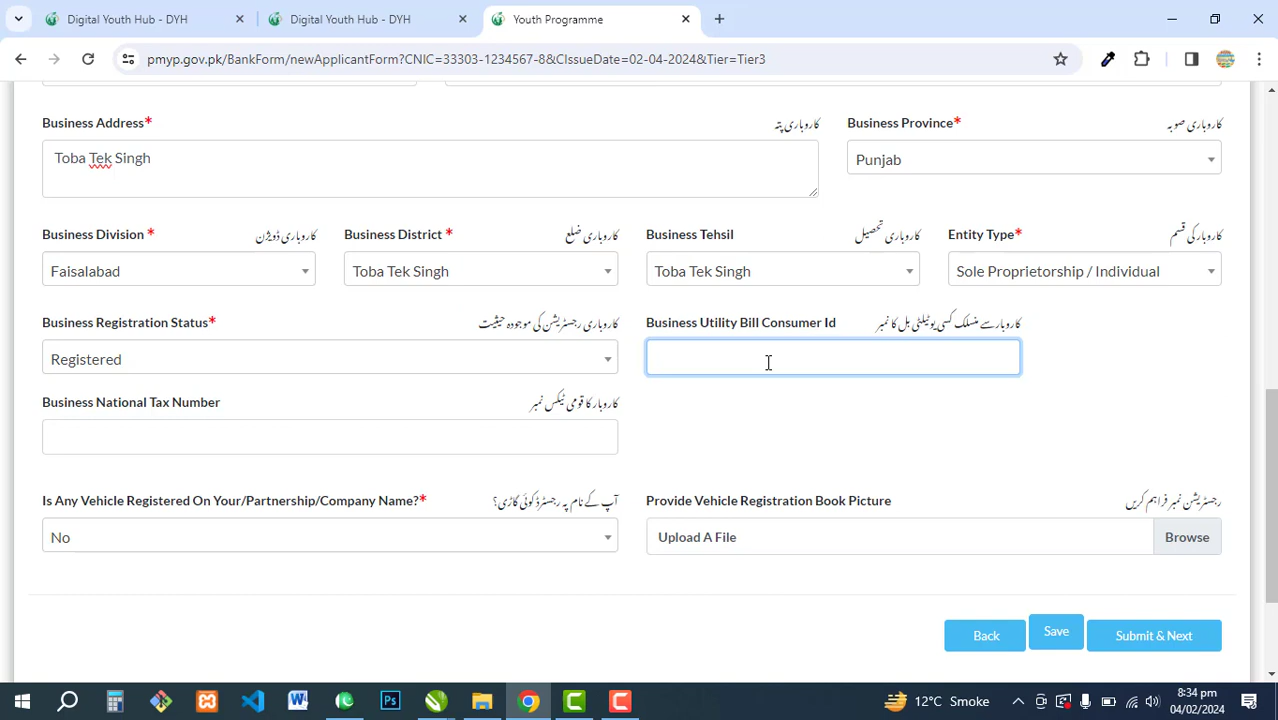 Digital Youth Hub - DYH
Digital Youth Hub - DYH
Youth Programme
pmyp.gov.pk/BankForm/newApplicantForm?CNIC=33303-1234567-8&CIssueDate=02-04-2024&Tier=Tier3
Business Address* کاروباری پتہ
Business Province* کاروباری صوبہ
Toba Tek Singh
Punjab
Business Division * کاروباری ڈویژن
Business District * کاروباری ضلع
Business Tehsil کاروباری تحصیل
Entity Type* کاروبار کی قسم
Faisalabad
Toba Tek Singh
Toba Tek Singh
Sole Proprietorship / Individual
Business Registration Status* کاروباری رجسٹریشن کی موجودہ حیثیت
Business Utility Bill Consumer Id کاروبار سے منسلک کسی یوٹیلٹی بل کا نمبر
Registered
Business National Tax Number کاروبار کا قومی ٹیکس نمبر
Is Any Vehicle Registered On Your/Partnership/Company Name?* آپ کے نام پہ رجسٹرڈ کوئی گاڑی؟
Provide Vehicle Registration Book Picture رجسٹریشن نمبر فراہم کریں
No
Upload A File
Browse
Back
Save
Submit & Next
12°C Smoke
8:34 pm
04/02/2024